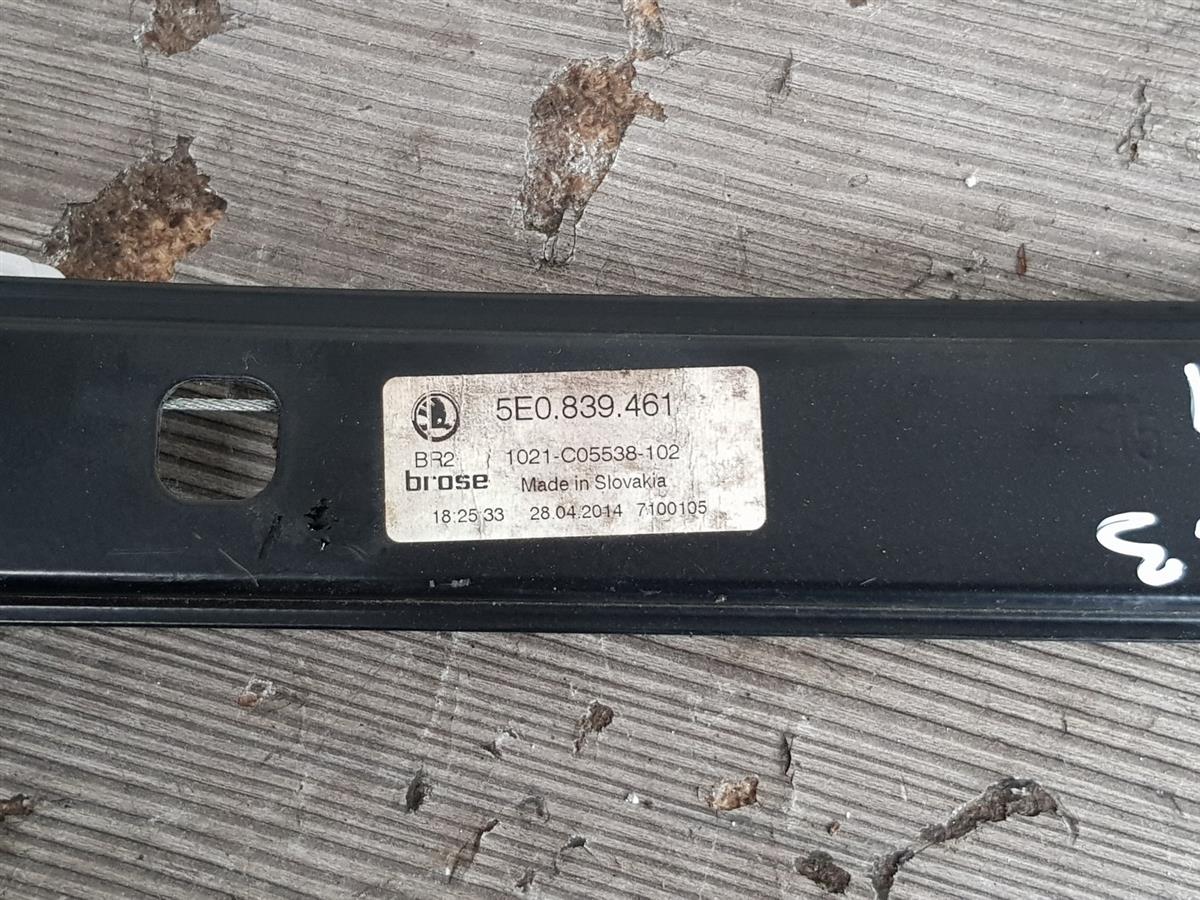 5E0.839.461
BR2 1021-C05538-102
brose Made in Slovakia
18:25:33 28.04.2014 7100105